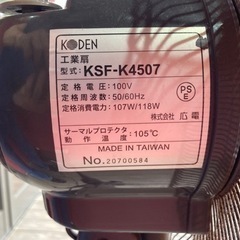 KODEN
工業扇
型式: KSF-K4507
定格電圧: 100V
定格周波数: 50/60Hz
定格消費電力: 107W/118W
PSE
株式会社 広電
サーマルプロテクタ
動作温度: 105℃
MADE IN TAIWAN
No. 20700584